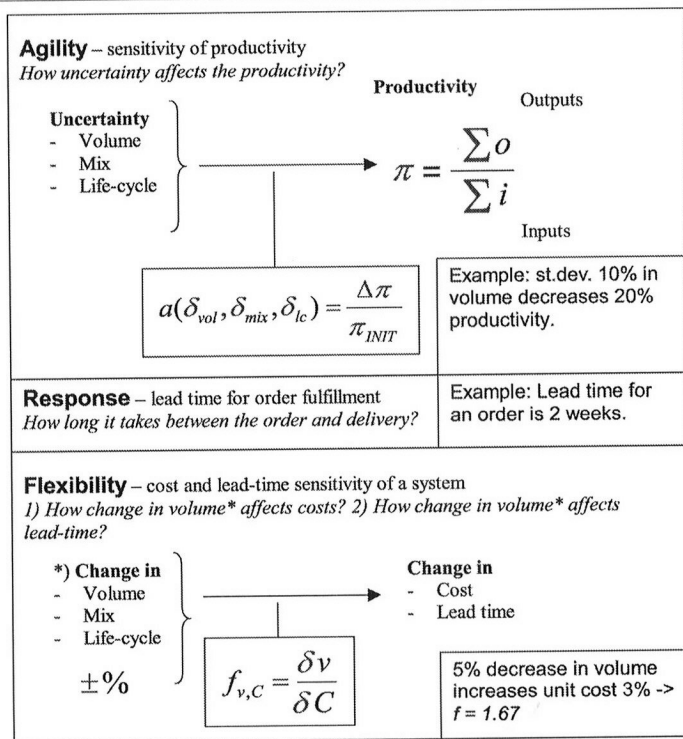 Agility – sensitivity of productivity
How uncertainty affects the productivity?
Productivity
Outputs
Uncertainty
- Volume
- Mix
- Life-cycle
π = ∑o / ∑i
Inputs
a(δvol, δmix, δlc) = Δπ / πINIT
Example: st.dev. 10% in
volume decreases 20%
productivity.
Response – lead time for order fulfillment
How long it takes between the order and delivery?
Example: Lead time for
an order is 2 weeks.
Flexibility – cost and lead-time sensitivity of a system
1) How change in volume* affects costs? 2) How change in volume* affects
lead-time?
*) Change in
- Volume
- Mix
- Life-cycle
±%
Change in
- Cost
- Lead time
fv,C = δv / δC
5% decrease in volume
increases unit cost 3% ->
f = 1.67